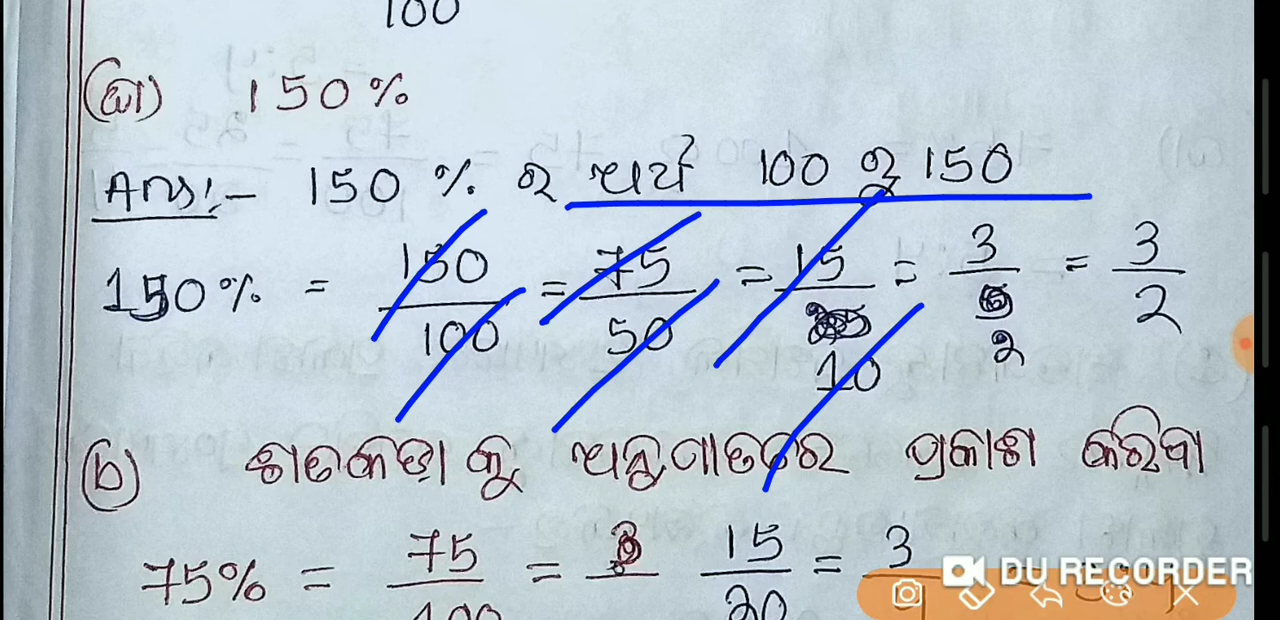 100
(ଘ) 150 %
Ans:- 150 % ର ଅର୍ଥ 100 ରୁ 150
150% = 150/100 = 75/50 = 15/10 = 3/2 = 3/2
(b) ଶତକଡ଼ା କୁ ଅନୁପାତରେ ପ୍ରକାଶ କରିବା
75% = 75/100 = 15/20 = 3/4
DU RECORDER